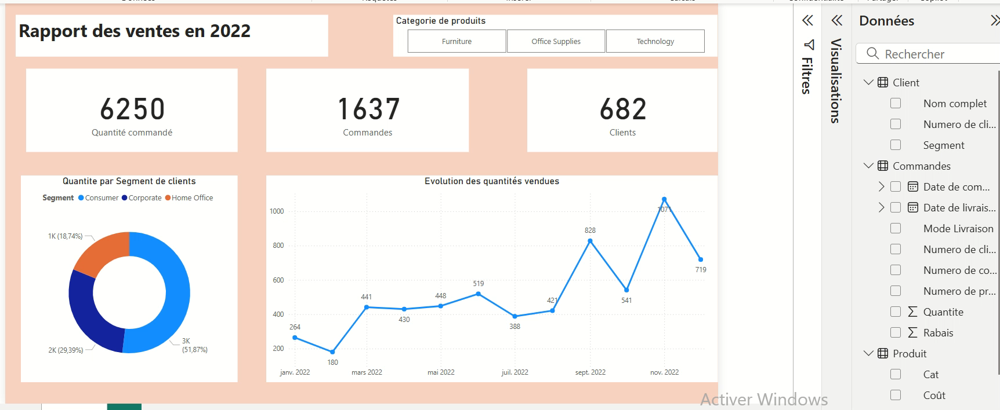 Rapport des ventes en 2022
Categorie de produits
Furniture
Office Supplies
Technology
6250
Quantité commandé
1637
Commandes
682
Clients
Quantite par Segment de clients
Segment Consumer Corporate Home Office
1K (18,74%)
2K (29,39%)
3K
(51,87%)
Evolution des quantités vendues
1000
800
600
400
200
264
180
441
430
448
519
388
421
828
541
1071
719
janv. 2022
mars 2022
mai 2022
juil. 2022
sept. 2022
nov. 2022
Filtres
Visualisations
Données
Rechercher
Client
Nom complet
Numero de cli...
Segment
Commandes
Date de com...
Date de livrais...
Mode Livraison
Numero de cli...
Numero de co...
Numero de pr...
Quantite
Rabais
Produit
Cat
Coût
Activer Windows